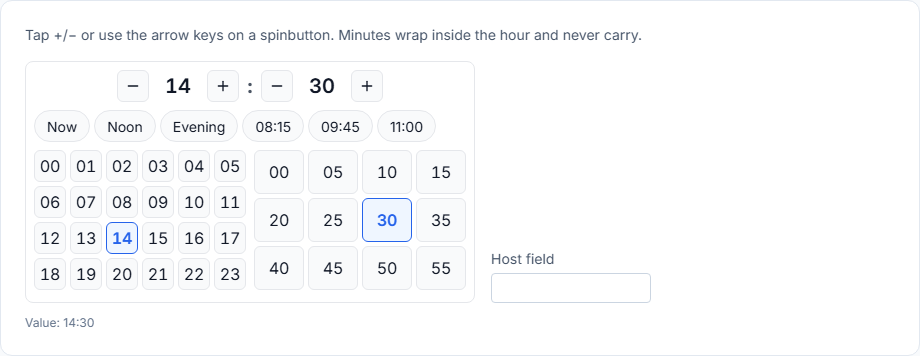 Tap +/− or use the arrow keys on a spinbutton. Minutes wrap inside the hour and never carry.
− 14 + : − 30 +
Now Noon Evening 08:15 09:45 11:00
00 01 02 03 04 05
06 07 08 09 10 11
12 13 14 15 16 17
18 19 20 21 22 23
00 05 10 15
20 25 30 35
40 45 50 55
Host field
Value: 14:30